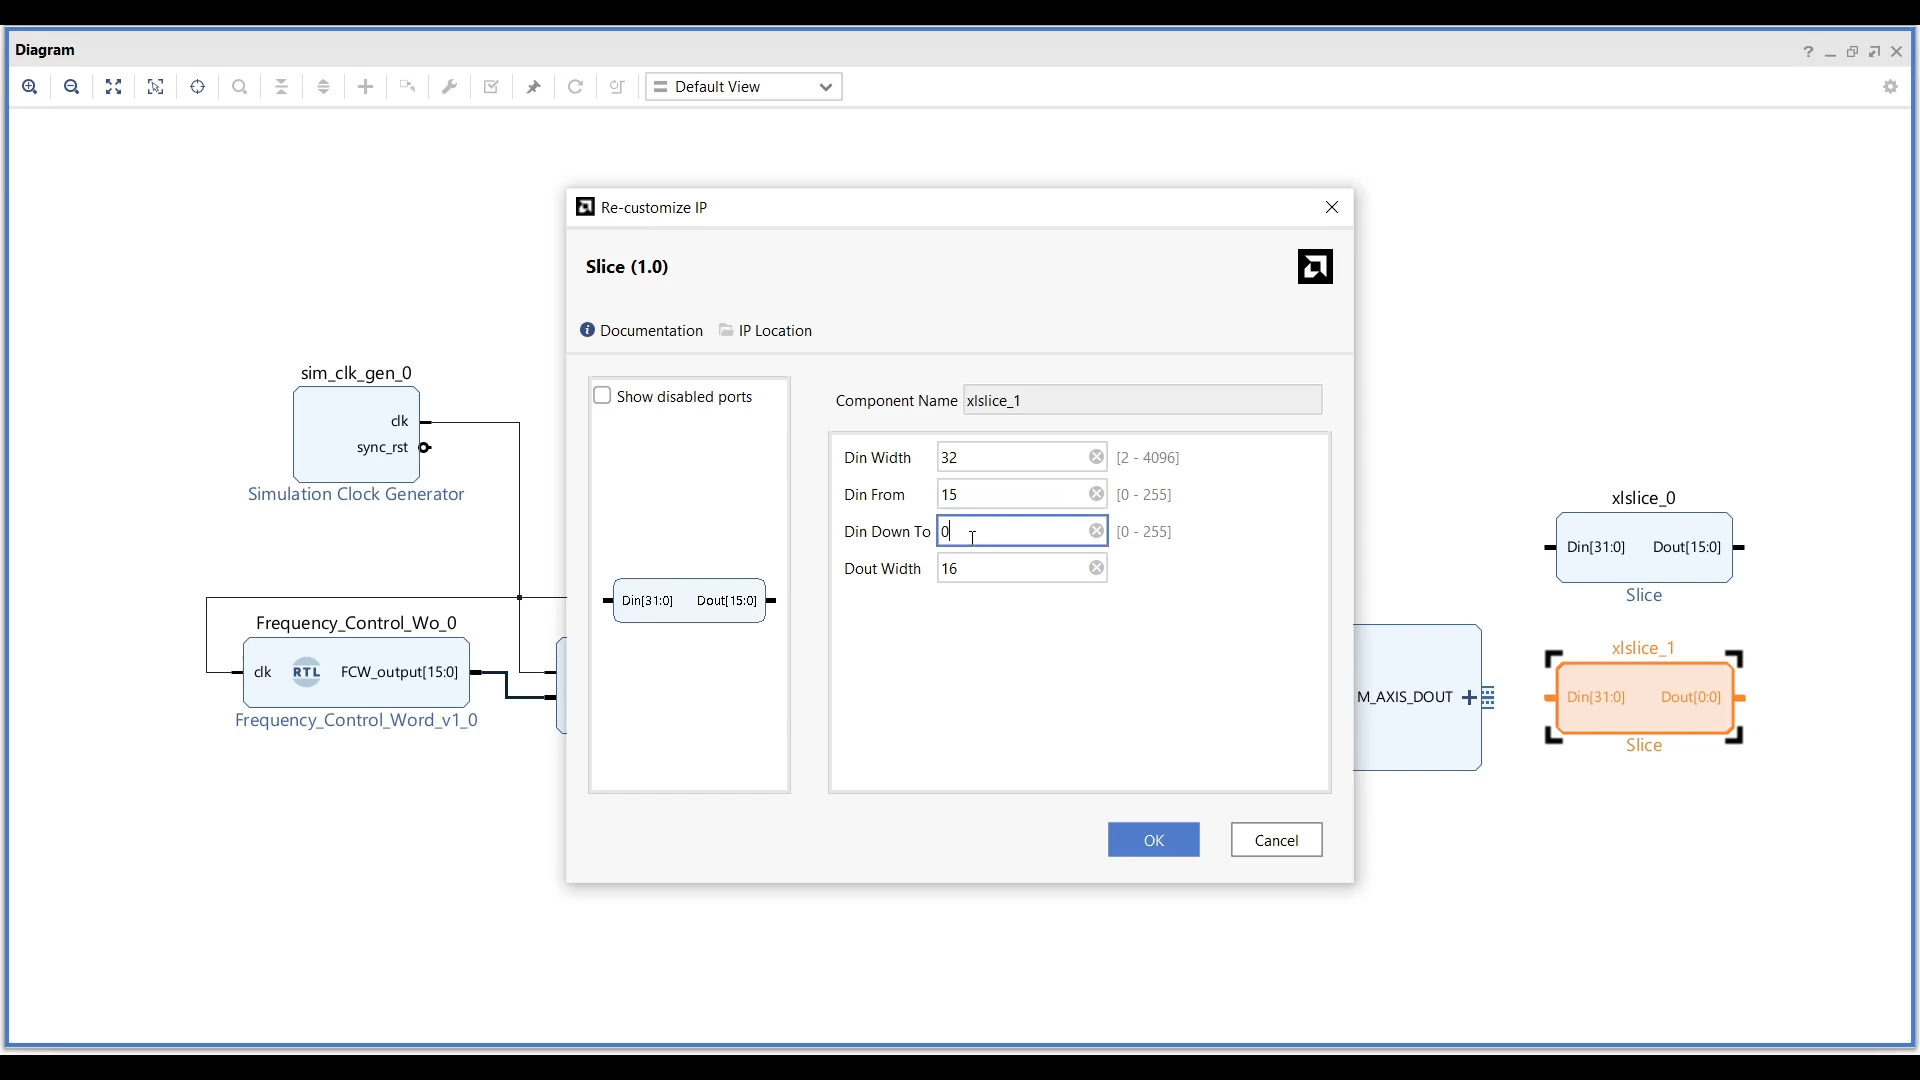 Diagram
?
Default View
Re-customize IP
Slice (1.0)
Documentation
IP Location
Show disabled ports
Din[31:0] Dout[15:0]
Component Name xlslice_1
Din Width 32 [2 - 4096]
Din From 15 [0 - 255]
Din Down To 0 [0 - 255]
Dout Width 16
OK
Cancel
sim_clk_gen_0
clk
sync_rst
Simulation Clock Generator
Frequency_Control_Wo_0
clk RTL FCW_output[15:0]
Frequency_Control_Word_v1_0
M_AXIS_DOUT
xlslice_0
Din[31:0] Dout[15:0]
Slice
xlslice_1
Din[31:0] Dout[0:0]
Slice